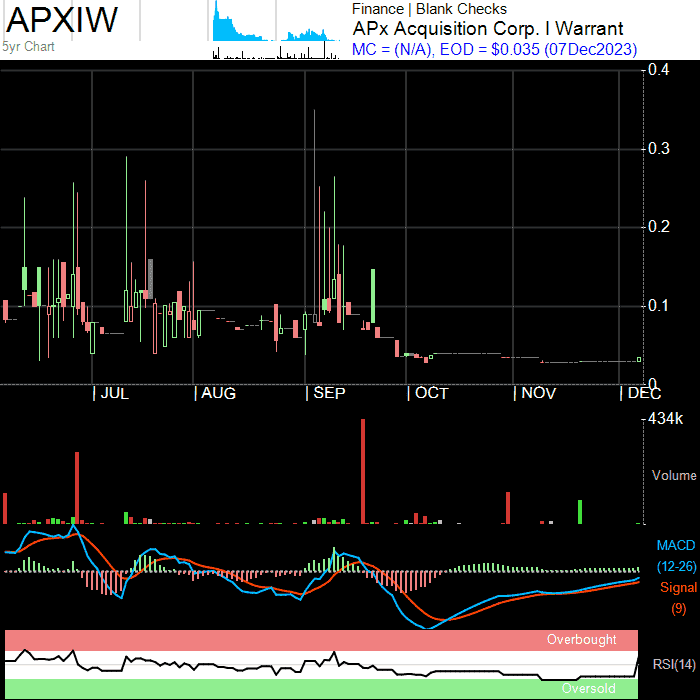 APXIW
5yr Chart
Finance | Blank Checks
APx Acquisition Corp. I Warrant
MC = (N/A), EOD = $0.035 (07Dec2023)
0.4
0.3
0.2
0.1
0
| JUL | AUG | SEP | OCT | NOV | DEC
434k
Volume
MACD
(12-26)
Signal
(9)
Overbought
RSI(14)
Oversold